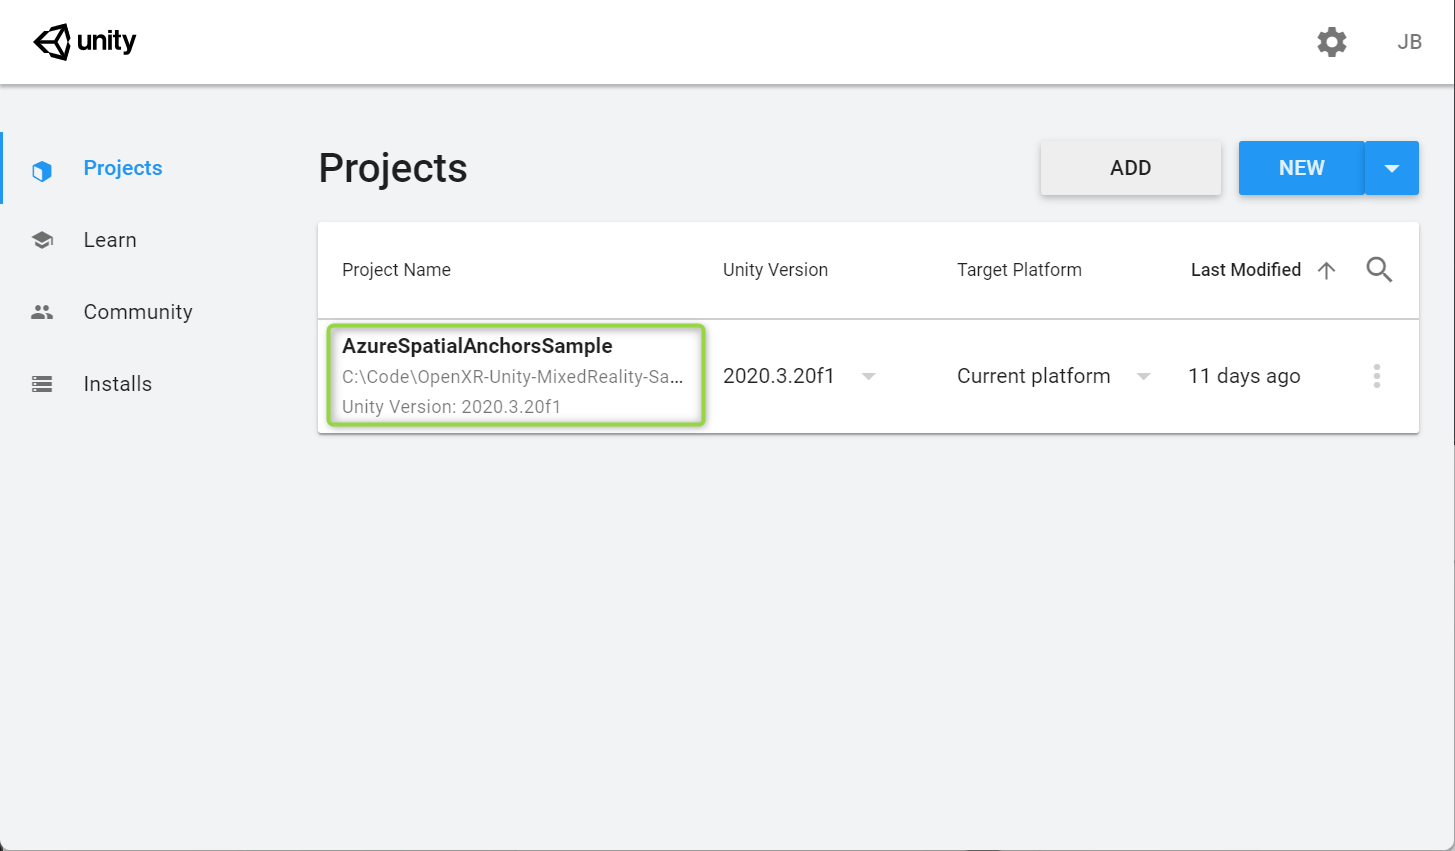 unity
JB
Projects
Learn
Community
Installs
Projects
ADD
NEW
Project Name
Unity Version
Target Platform
Last Modified
AzureSpatialAnchorsSample
C:\Code\OpenXR-Unity-MixedReality-Sa...
Unity Version: 2020.3.20f1
2020.3.20f1
Current platform
11 days ago